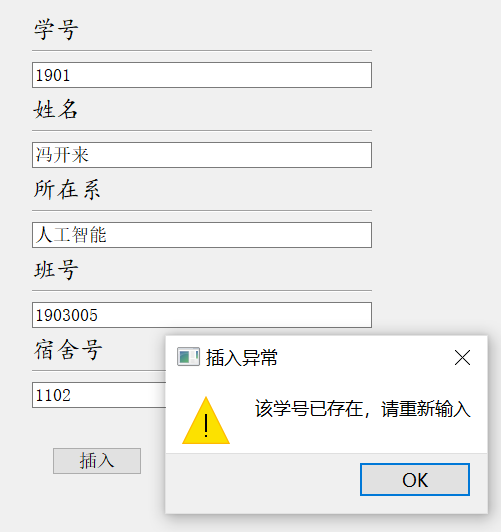 学号
1901
姓名
冯开来
所在系
人工智能
班号
1903005
宿舍号
1102
插入
插入异常
该学号已存在，请重新输入
OK